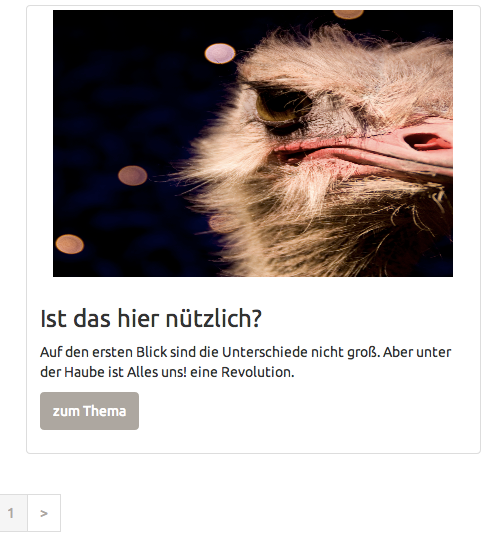 Ist das hier nützlich?
Auf den ersten Blick sind die Unterschiede nicht groß. Aber unter
der Haube ist Alles uns! eine Revolution.
zum Thema
1 >